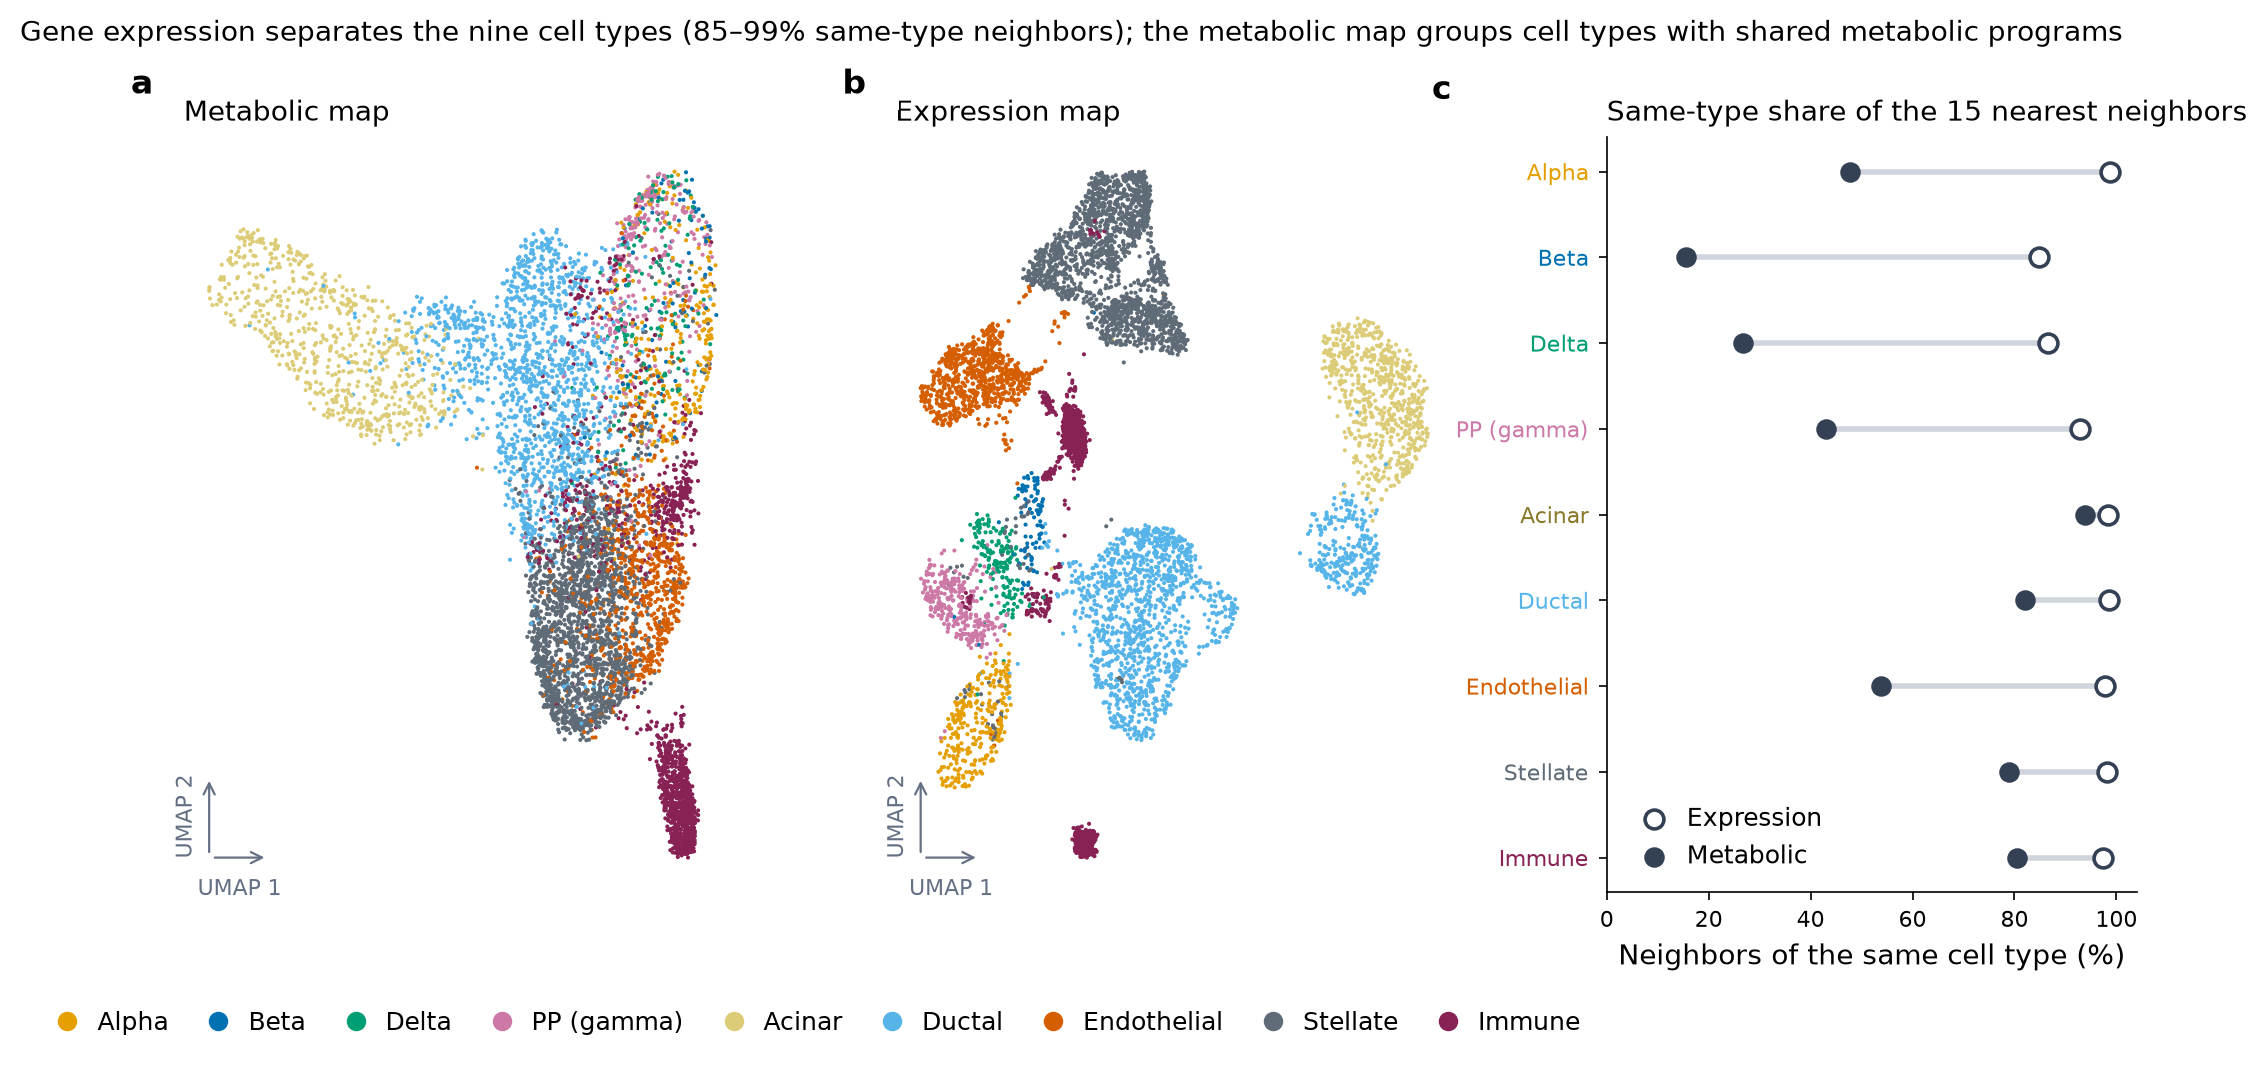 Gene expression separates the nine cell types (85–99% same-type neighbors); the metabolic map groups cell types with shared metabolic programs
a
Metabolic map
UMAP 2
UMAP 1
b
Expression map
UMAP 2
UMAP 1
c
Same-type share of the 15 nearest neighbors
Alpha
Beta
Delta
PP (gamma)
Acinar
Ductal
Endothelial
Stellate
Immune
Expression
Metabolic
0 20 40 60 80 100
Neighbors of the same cell type (%)
Alpha Beta Delta PP (gamma) Acinar Ductal Endothelial Stellate Immune